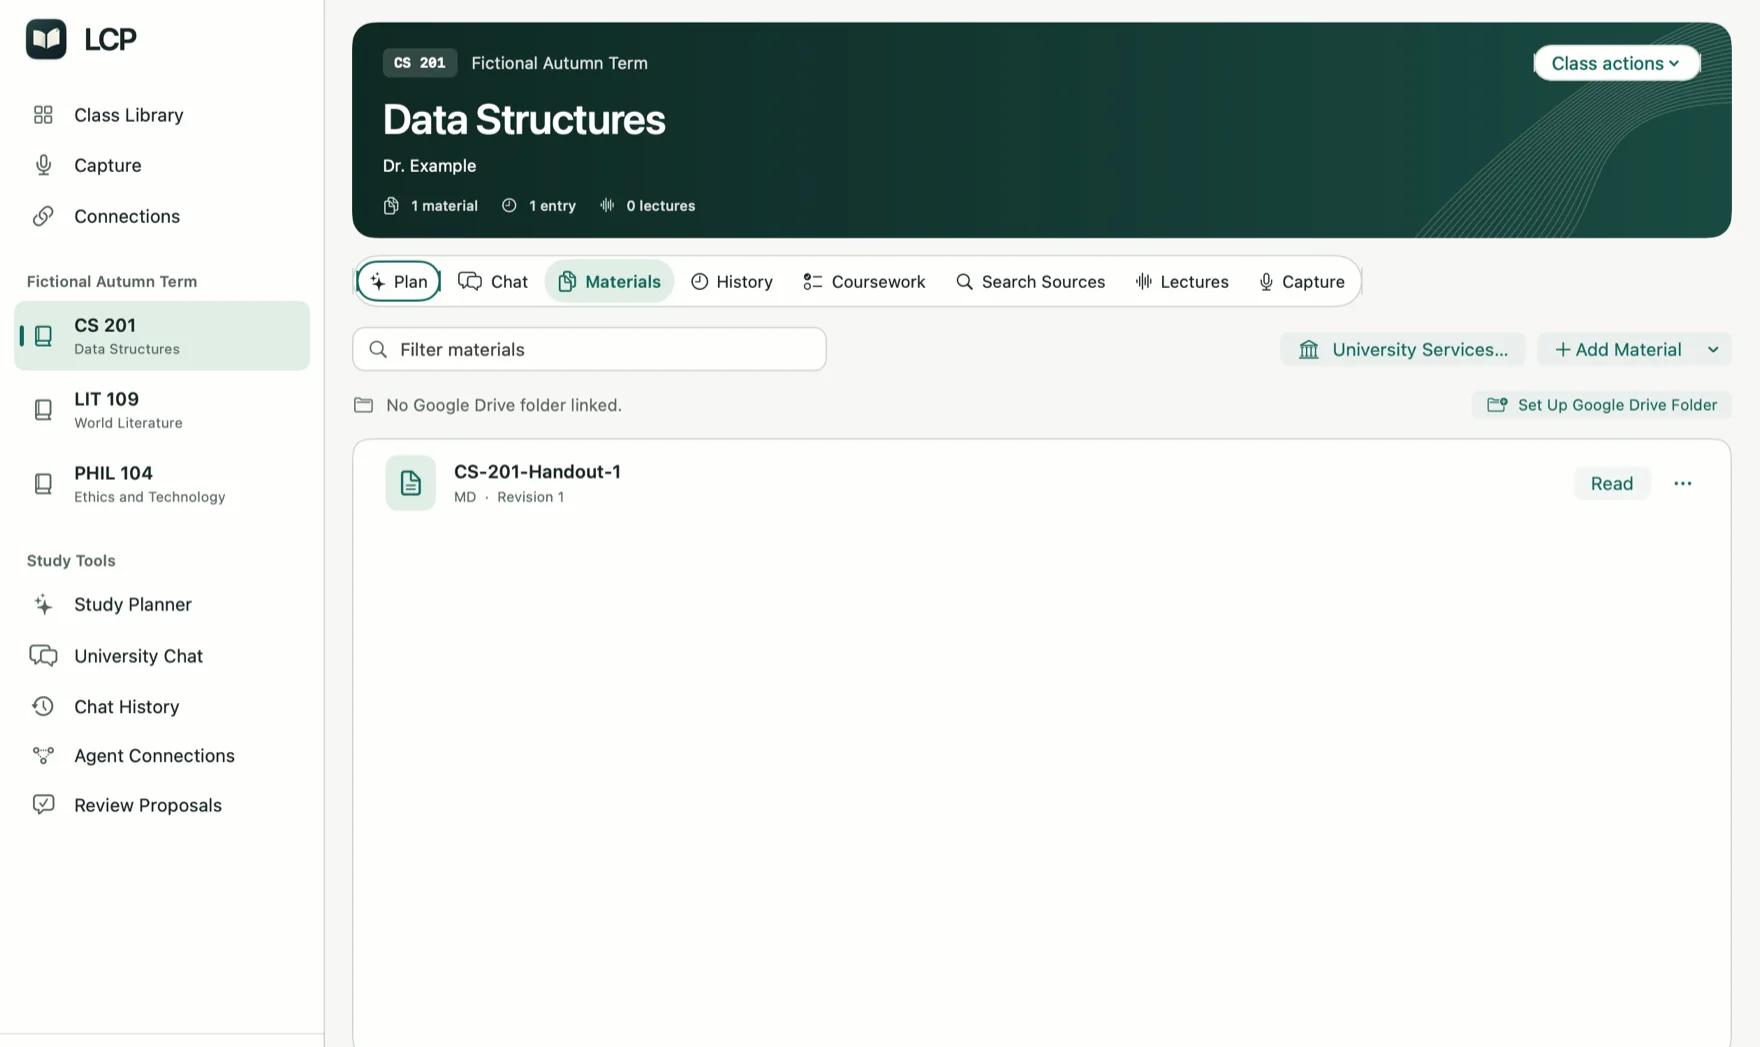 LCP
Class Library
Capture
Connections
Fictional Autumn Term
CS 201
Data Structures
LIT 109
World Literature
PHIL 104
Ethics and Technology
Study Tools
Study Planner
University Chat
Chat History
Agent Connections
Review Proposals
CS 201 Fictional Autumn Term
Class actions
Data Structures
Dr. Example
1 material 1 entry 0 lectures
Plan Chat Materials History Coursework Search Sources Lectures Capture
Filter materials
University Services...
+ Add Material
No Google Drive folder linked.
Set Up Google Drive Folder
CS-201-Handout-1
MD · Revision 1
Read